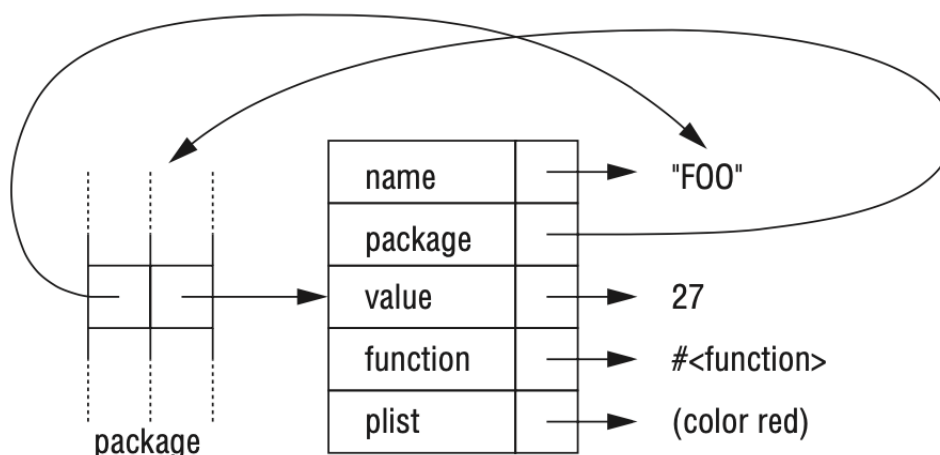 name "FOO"
package
value 27
function #<function>
plist (color red)
package